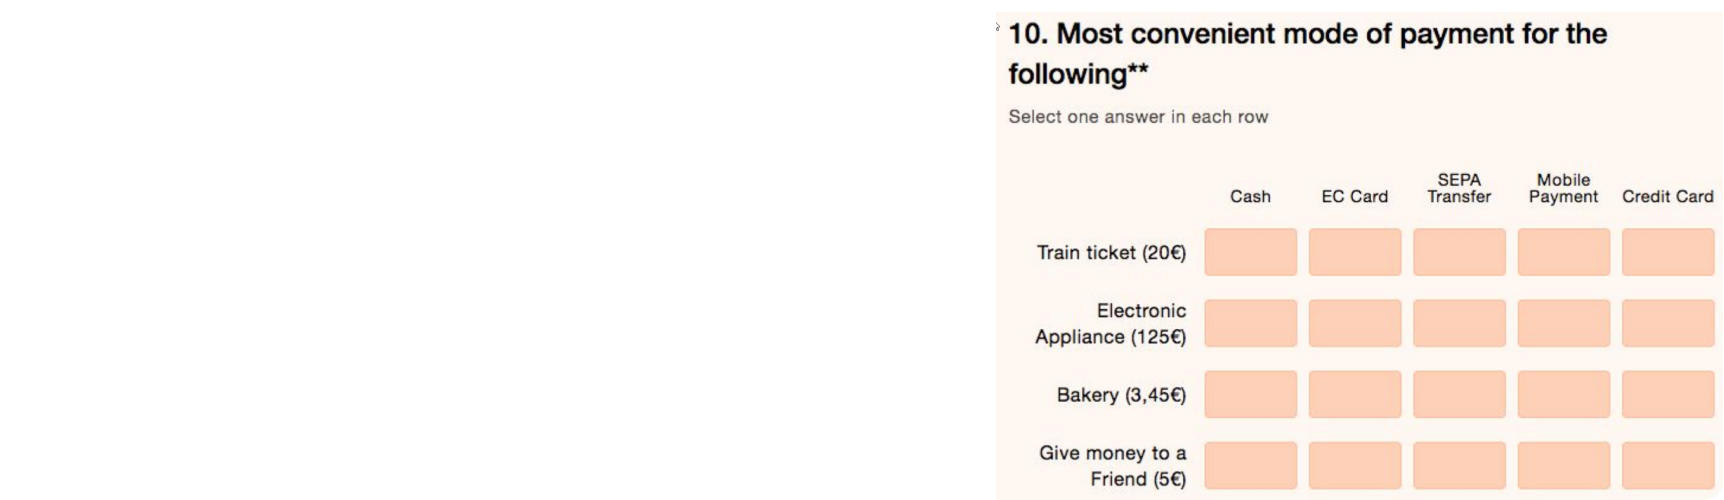 10. Most convenient mode of payment for the
following**
Select one answer in each row
Cash EC Card SEPA Transfer Mobile Payment Credit Card
Train ticket (20€)
Electronic
Appliance (125€)
Bakery (3,45€)
Give money to a
Friend (5€)